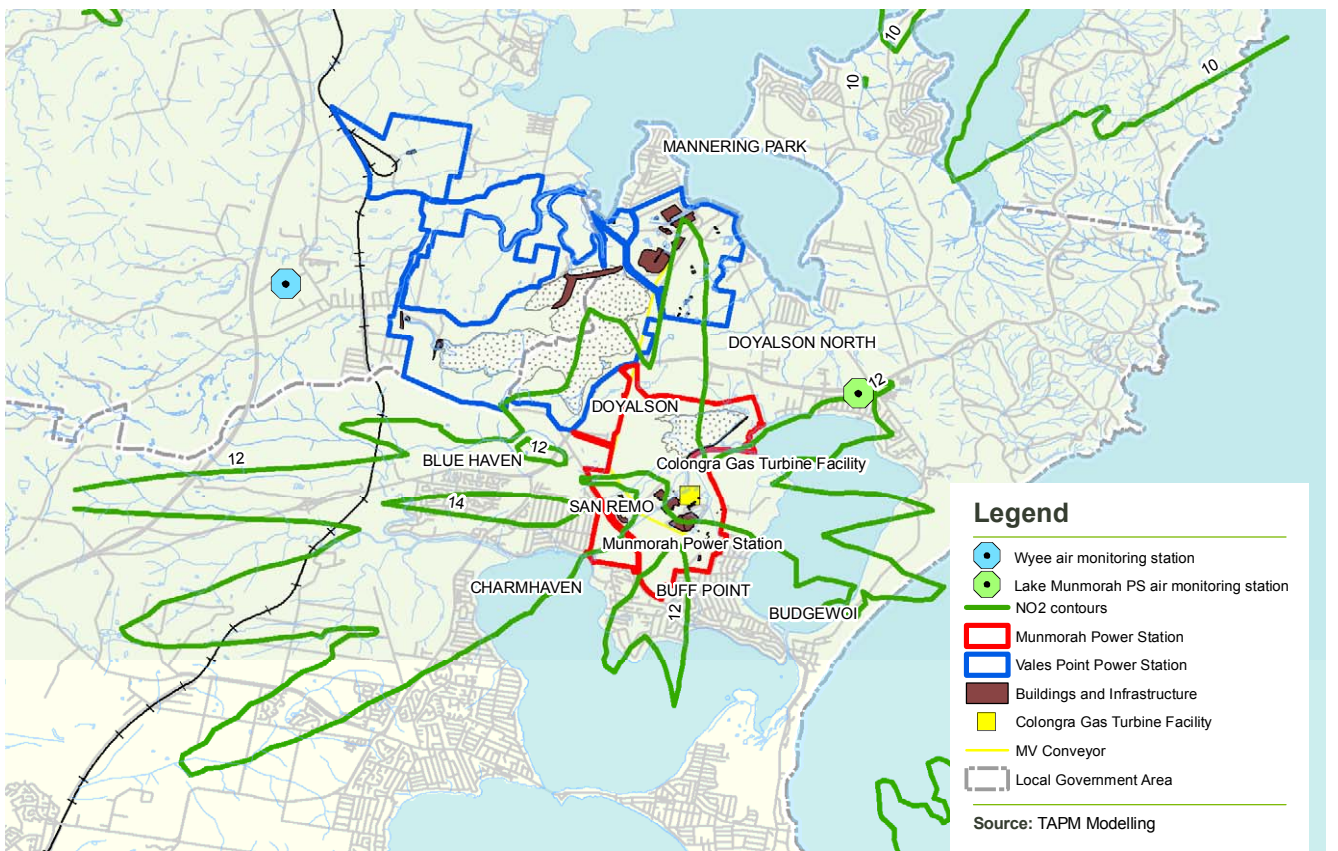 10
10
10
MANNERING PARK
DOYALSON NORTH
12
DOYALSON
12
BLUE HAVEN
12
Colongra Gas Turbine Facility
14
SAN REMO
Munmorah Power Station
CHARMHAVEN
BUFF POINT
12
BUDGEWOI
Legend
Wyee air monitoring station
Lake Munmorah PS air monitoring station
NO2 contours
Munmorah Power Station
Vales Point Power Station
Buildings and Infrastructure
Colongra Gas Turbine Facility
MV Conveyor
Local Government Area
Source: TAPM Modelling